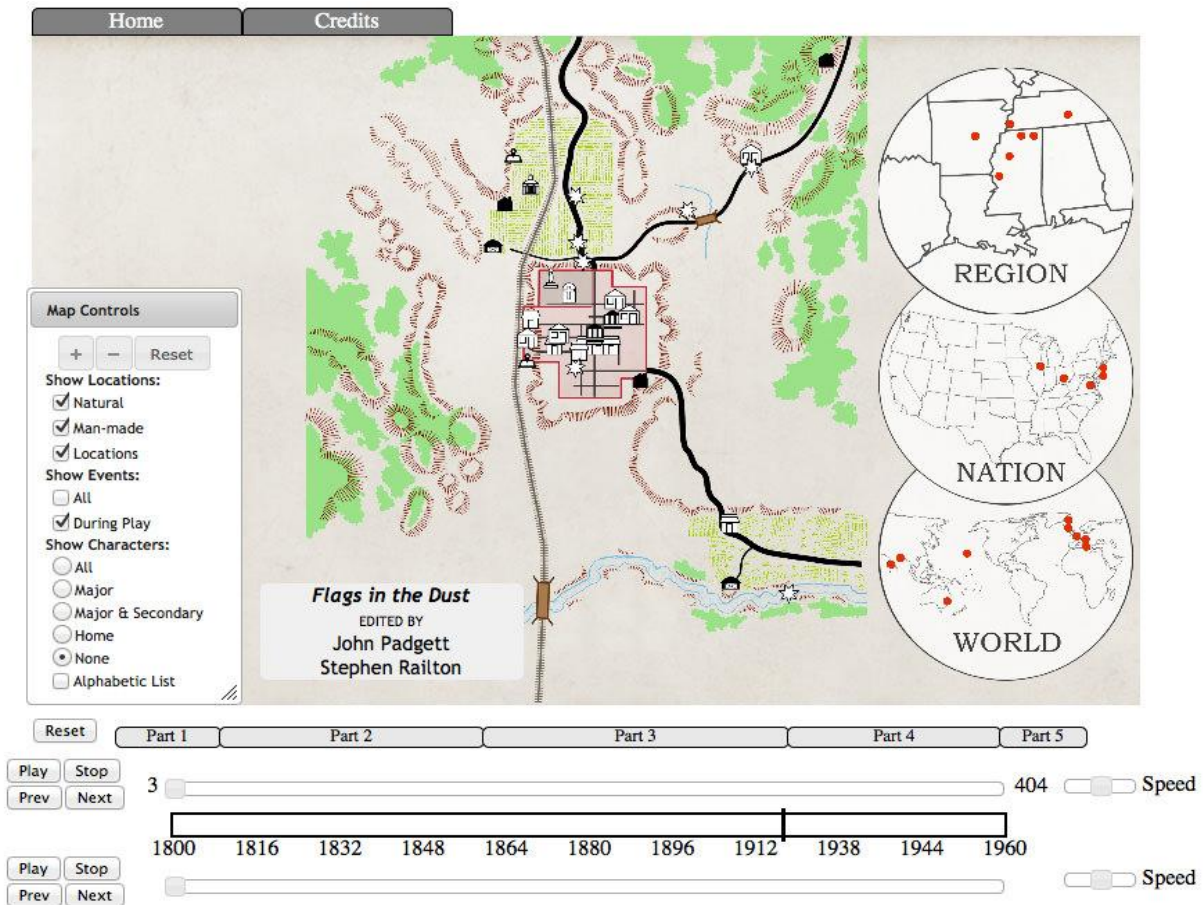 Home
Credits
REGION
NATION
WORLD
Map Controls
+ − Reset
Show Locations:
Natural
Man-made
Locations
Show Events:
All
During Play
Show Characters:
All
Major
Major & Secondary
Home
None
Alphabetic List
Flags in the Dust
EDITED BY
John Padgett
Stephen Railton
Reset
Part 1 Part 2 Part 3 Part 4 Part 5
Play Stop
Prev Next
3 404 Speed
1800 1816 1832 1848 1864 1880 1896 1912 1938 1944 1960
Play Stop
Prev Next
Speed